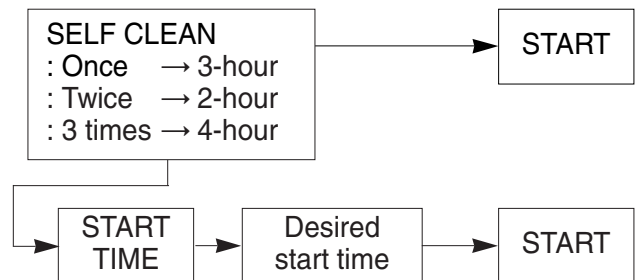 SELF CLEAN
: Once → 3-hour
: Twice → 2-hour
: 3 times → 4-hour
START
START
TIME
Desired
start time
START